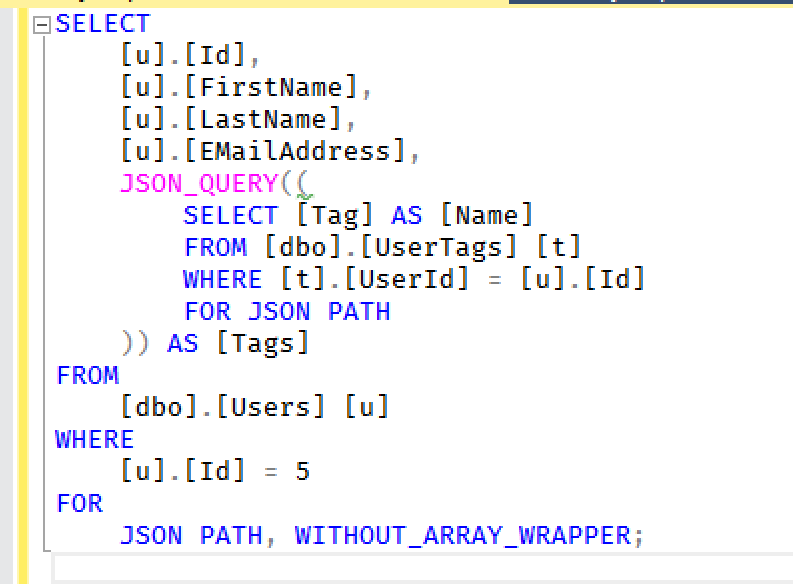 SELECT
    [u].[Id],
    [u].[FirstName],
    [u].[LastName],
    [u].[EMailAddress],
    JSON_QUERY((
        SELECT [Tag] AS [Name]
        FROM [dbo].[UserTags] [t]
        WHERE [t].[UserId] = [u].[Id]
        FOR JSON PATH
    )) AS [Tags]
FROM
    [dbo].[Users] [u]
WHERE
    [u].[Id] = 5
FOR
    JSON PATH, WITHOUT_ARRAY_WRAPPER;